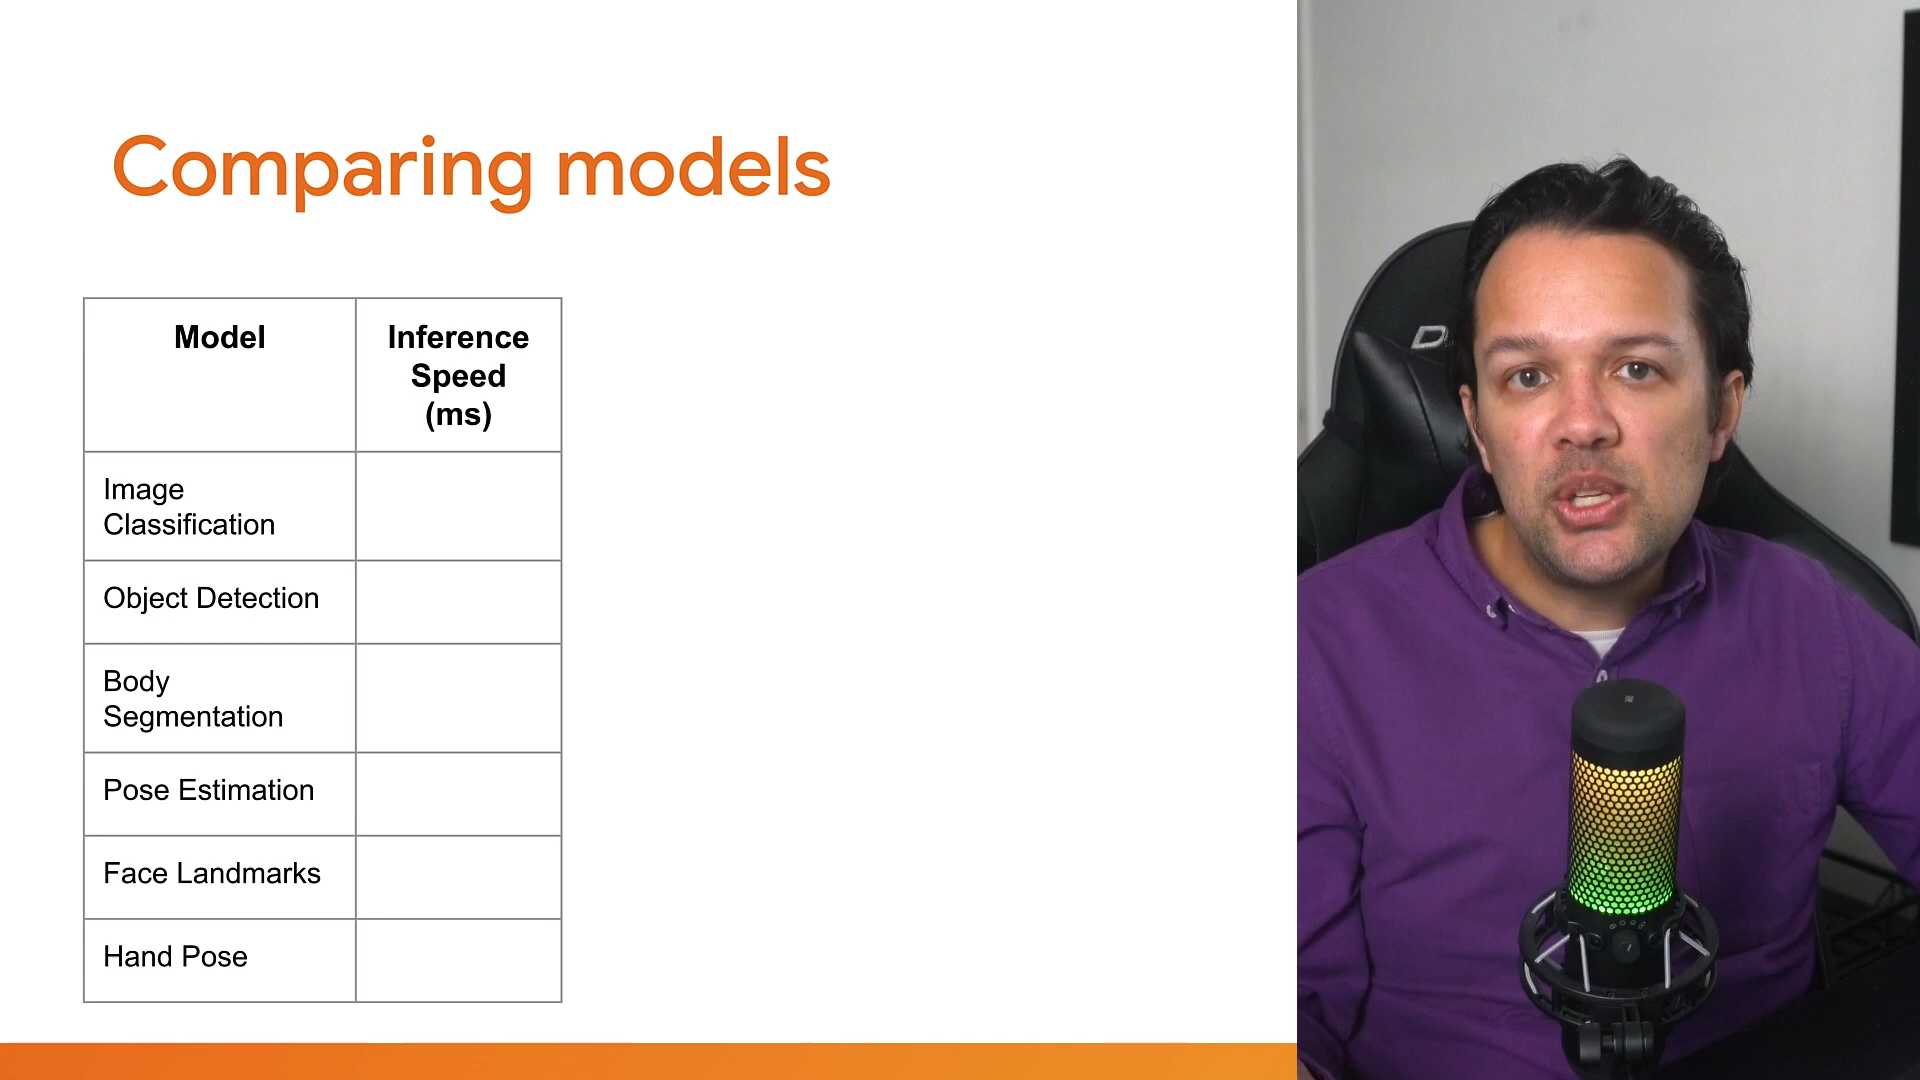 Comparing models
Model
Inference
Speed
(ms)
Image
Classification
Object Detection
Body
Segmentation
Pose Estimation
Face Landmarks
Hand Pose